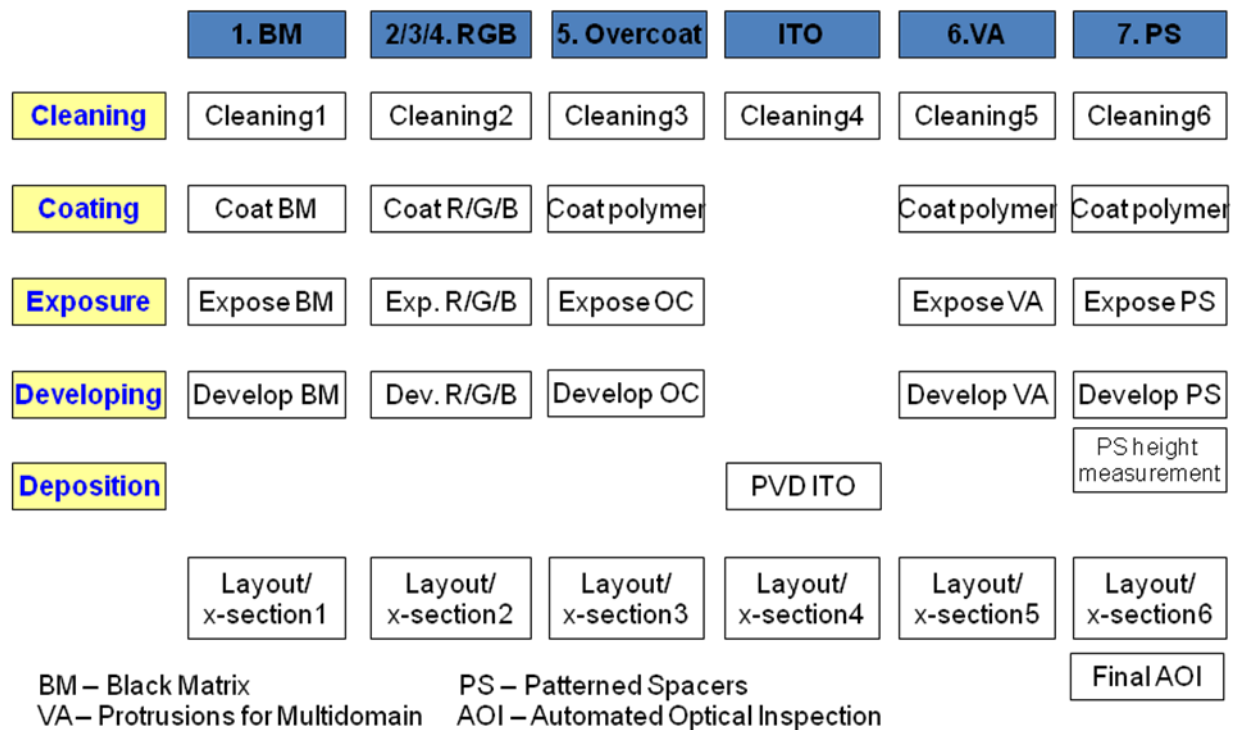 1. BM
2/3/4. RGB
5. Overcoat
ITO
6.VA
7. PS
Cleaning
Cleaning1
Cleaning2
Cleaning3
Cleaning4
Cleaning5
Cleaning6
Coating
Coat BM
Coat R/G/B
Coat polymer
Coat polymer
Coat polymer
Exposure
Expose BM
Exp. R/G/B
Expose OC
Expose VA
Expose PS
Developing
Develop BM
Dev. R/G/B
Develop OC
Develop VA
Develop PS
PS height
measurement
Deposition
PVD ITO
Layout/
x-section1
Layout/
x-section2
Layout/
x-section3
Layout/
x-section4
Layout/
x-section5
Layout/
x-section6
Final AOI
BM – Black Matrix
PS – Patterned Spacers
VA – Protrusions for Multidomain
AOI – Automated Optical Inspection